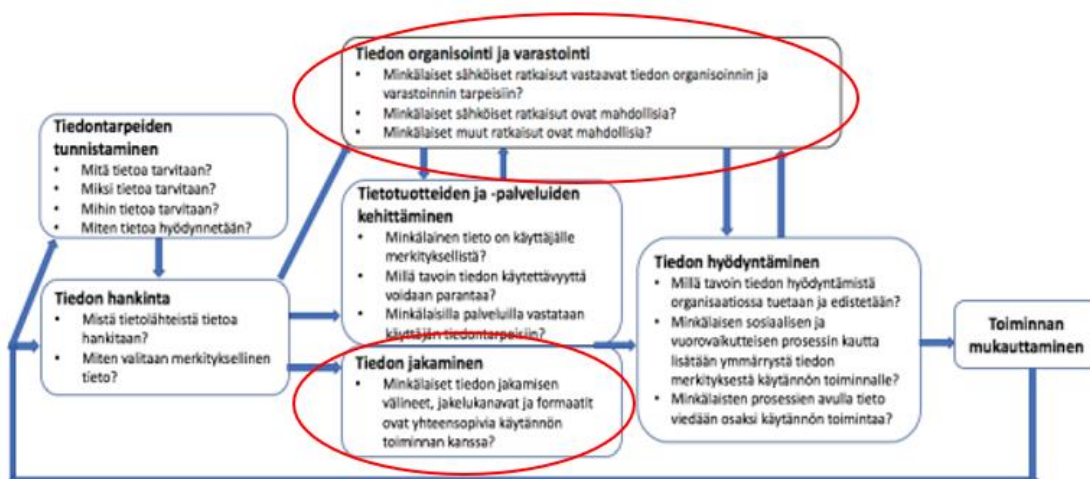 Tiedon organisointi ja varastointi
• Minkälaiset sähköiset ratkaisut vastaavat tiedon organisoinnin ja
varastoinnin tarpeisiin?
• Minkälaiset sähköiset ratkaisut ovat mahdollisia?
• Minkälaiset muut ratkaisut ovat mahdollisia?
Tiedontarpeiden
tunnistaminen
• Mitä tietoa tarvitaan?
• Miksi tietoa tarvitaan?
• Mihin tietoa tarvitaan?
• Miten tietoa hyödynnetään?
Tiedon hankinta
• Mistä tietolähteistä tietoa
hankitaan?
• Miten valitaan merkityksellinen
tieto?
Tietotuotteiden ja -palveluiden
kehittäminen
• Minkälainen tieto on käyttäjälle
merkityksellistä?
• Millä tavoin tiedon käytettävyyttä
voidaan parantaa?
• Minkälaisilla palveluilla vastataan
käyttäjän tiedontarpeisiin?
Tiedon jakaminen
• Minkälaiset tiedon jakamisen
välineet, jakelukanavat ja formaatit
ovat yhteensopivia käytännön
toiminnan kanssa?
Tiedon hyödyntäminen
• Millä tavoin tiedon hyödyntämistä
organisaatiossa tuetaan ja edistetään?
• Minkälaisen sosiaalisen ja
vuorovaikutteisen prosessin kautta
lisätään ymmärrystä tiedon
merkityksestä käytännön toiminnalle?
• Minkälaisten prosessien avulla tieto
viedään osaksi käytännön toimintaa?
Toiminnan
mukauttaminen